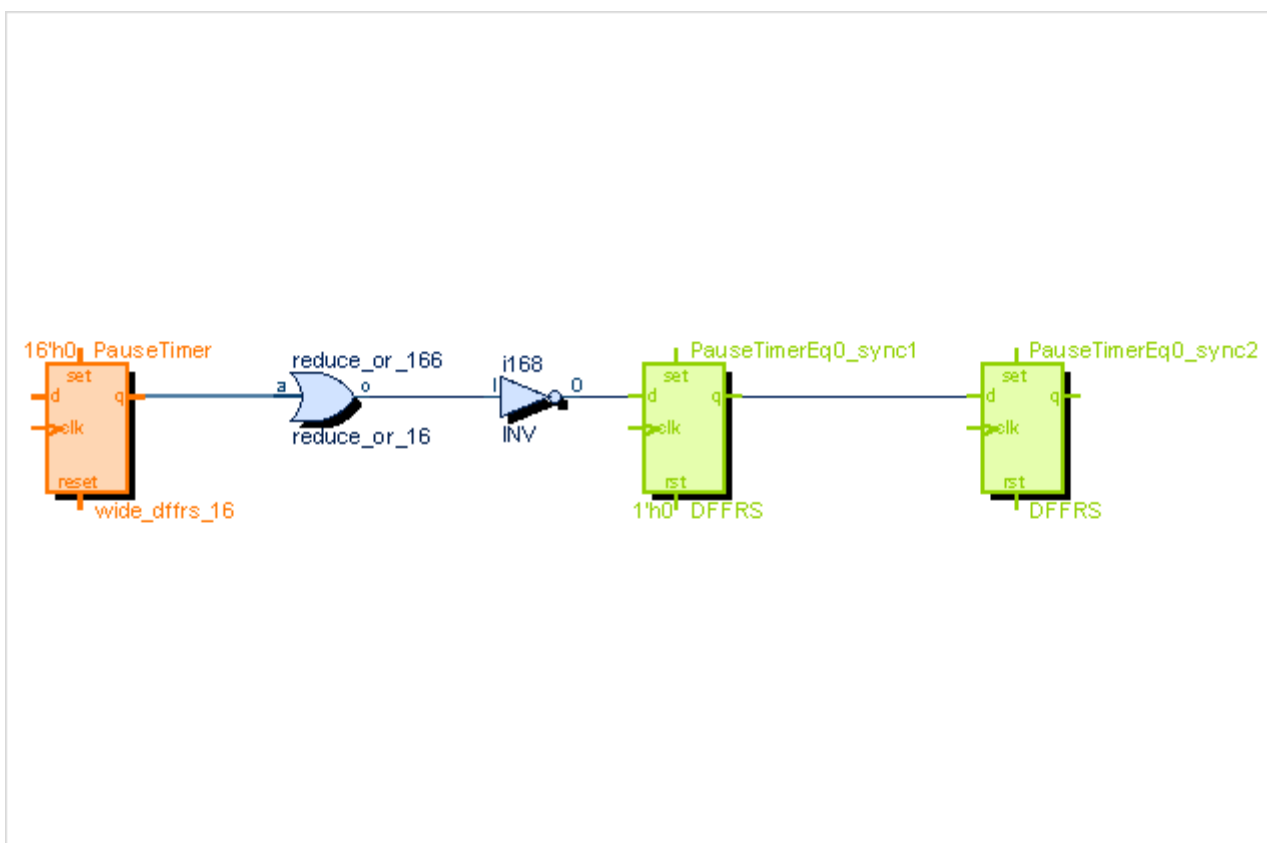 16'h0 PauseTimer
set
d q
clk
reset
wide_dffrs_16
reduce_or_166
a o
reduce_or_16
i168
I O
INV
PauseTimerEq0_sync1
set
d q
clk
rst
1'h0 DFFRS
PauseTimerEq0_sync2
set
d q
clk
rst
DFFRS